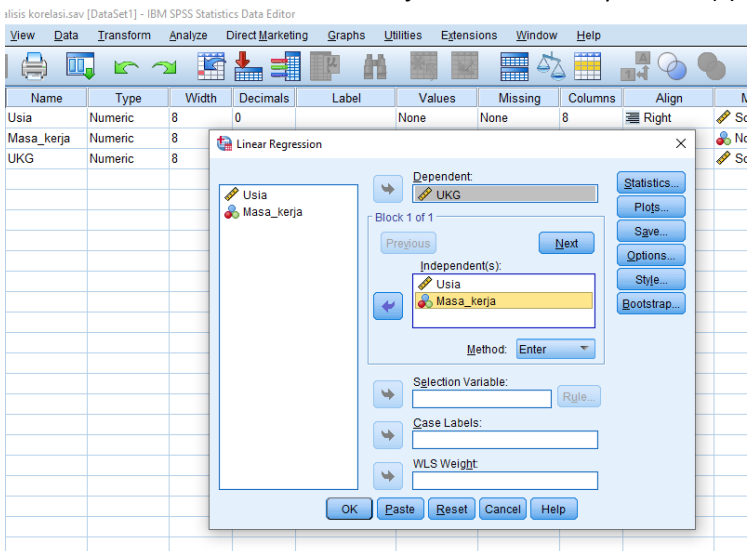 alisis korelasi.sav [DataSet1] - IBM SPSS Statistics Data Editor
View Data Transform Analyze Direct Marketing Graphs Utilities Extensions Window Help
Name Type Width Decimals Label Values Missing Columns Align
Usia Numeric 8 0 None None 8 Right Sc
Masa_kerja Numeric 8 No
UKG Numeric 8 Sc
Linear Regression
Usia
Masa_kerja
Dependent:
UKG
Block 1 of 1
Previous Next
Independent(s):
Usia
Masa_kerja
Method: Enter
Selection Variable:
Rule...
Case Labels:
WLS Weight:
Statistics...
Plots...
Save...
Options...
Style...
Bootstrap...
OK Paste Reset Cancel Help